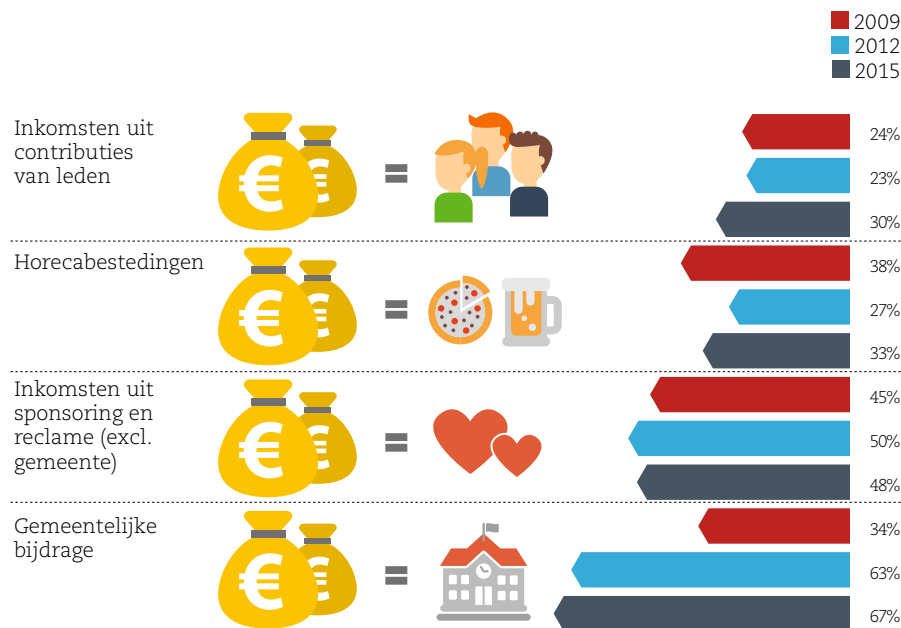 2009
2012
2015
Inkomsten uit
contributies
van leden
€
€
=
24%
23%
30%
Horecabestedingen
€
€
=
38%
27%
33%
Inkomsten uit
sponsoring en
reclame (excl.
gemeente)
€
€
=
45%
50%
48%
Gemeentelijke
bijdrage
€
€
=
34%
63%
67%